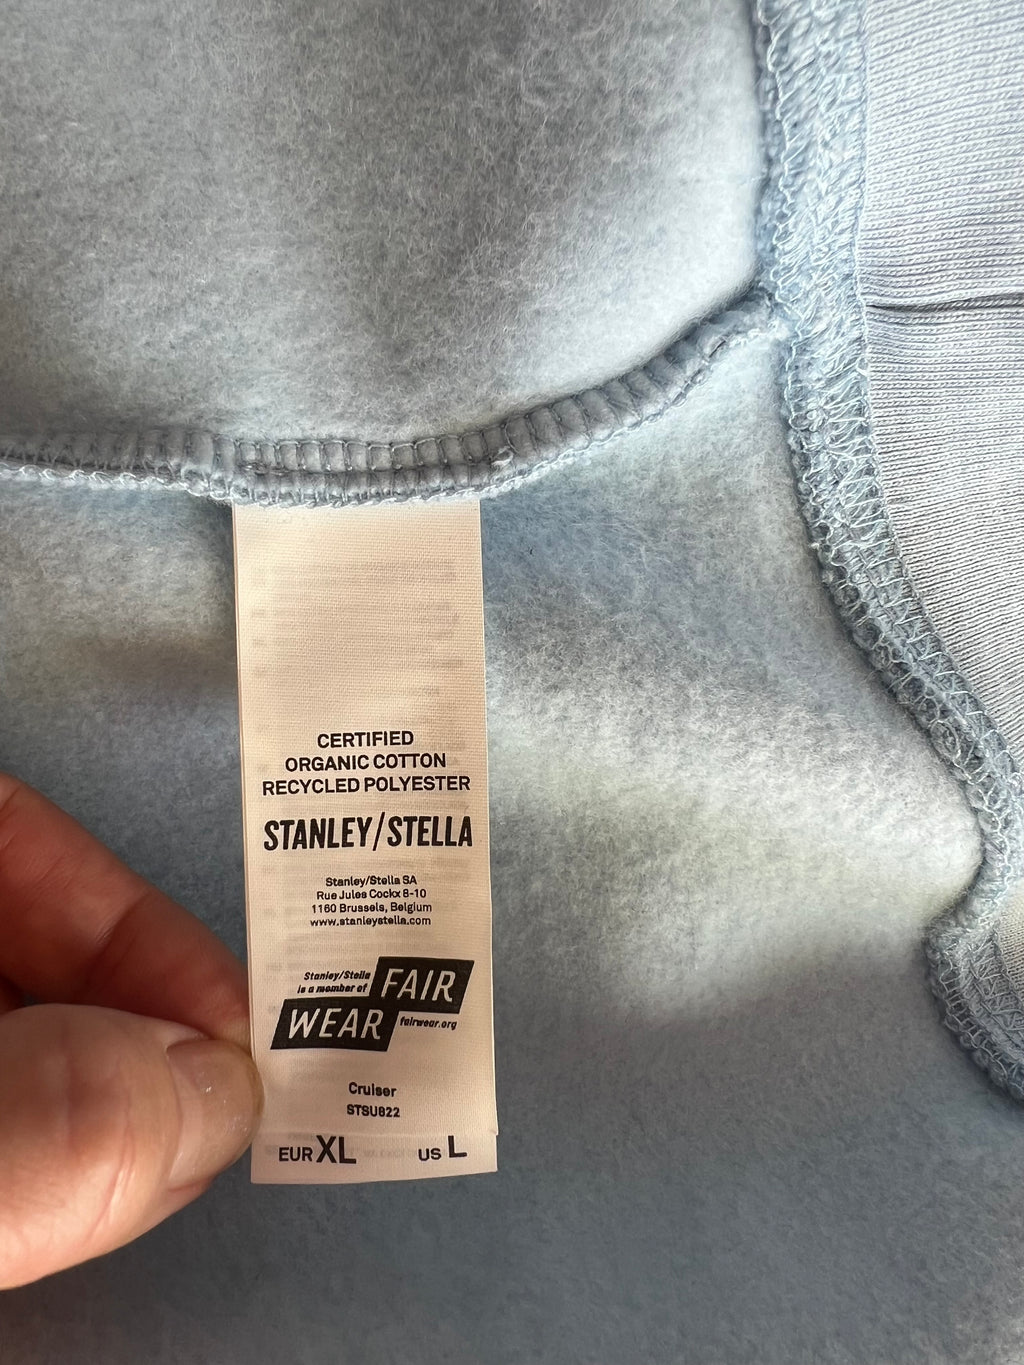 CERTIFIED
ORGANIC COTTON
RECYCLED POLYESTER
STANLEY/STELLA
Stanley/Stella SA
Rue Jules Cockx 8-10
1160 Brussels, Belgium
www.stanleystella.com
Stanley/Stella
is a member of
FAIR
WEAR
fairwear.org
Cruiser
STSU822
EUR XL US L